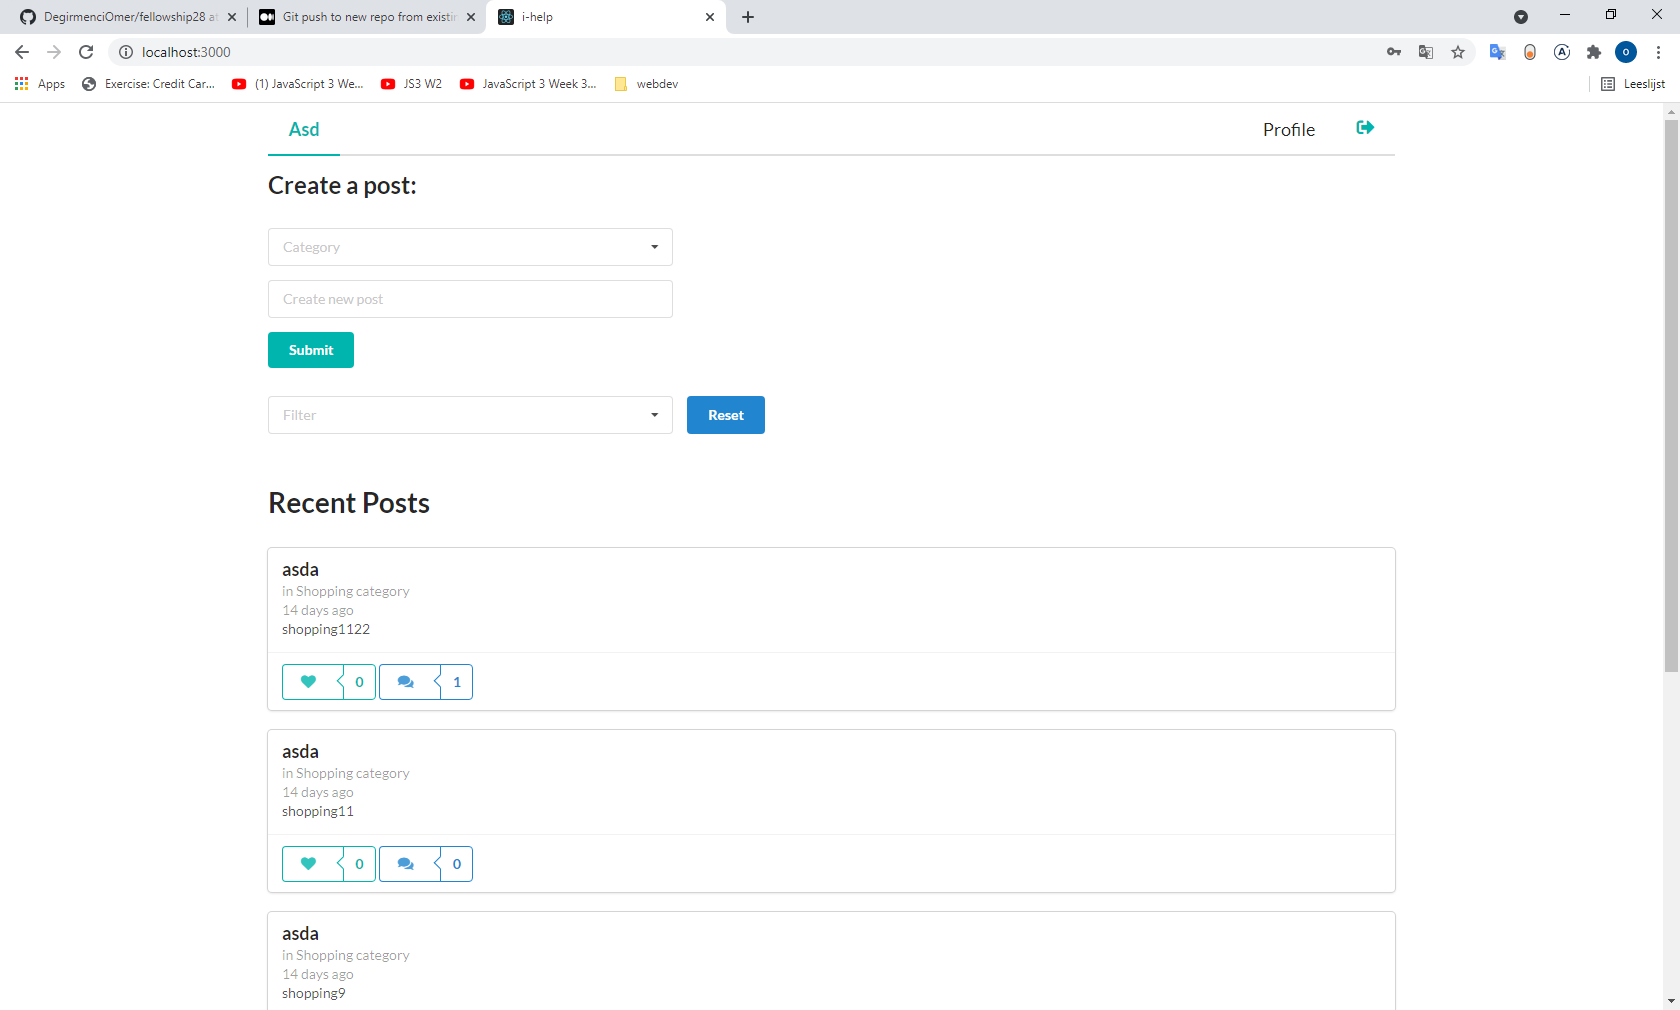 DegirmenciOmer/fellowship28 at
Git push to new repo from existin
i-help
localhost:3000
Apps
Exercise: Credit Car...
(1) JavaScript 3 We...
JS3 W2
JavaScript 3 Week 3...
webdev
Leeslijst
Asd
Profile
Create a post:
Category
Create new post
Submit
Filter
Reset
Recent Posts
asda
in Shopping category
14 days ago
shopping1122
0
1
asda
in Shopping category
14 days ago
shopping11
0
0
asda
in Shopping category
14 days ago
shopping9